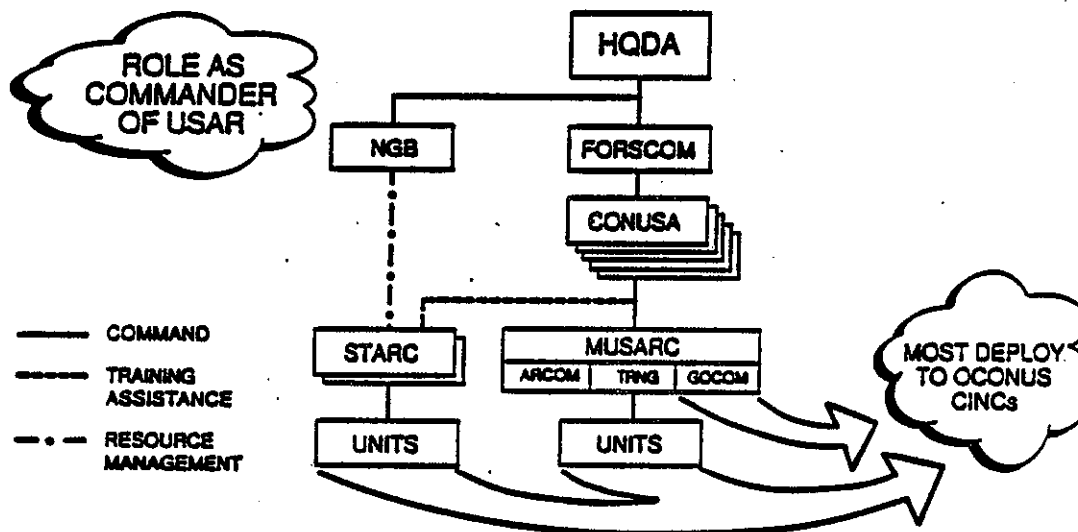 ROLE AS
COMMANDER
OF USAR
HQDA
NGB
FORSCOM
CONUSA
COMMAND
TRAINING
ASSISTANCE
RESOURCE
MANAGEMENT
STARC
MUSARC
ARCOM
TRNG
GOCOM
UNITS
UNITS
MOST DEPLOY
TO OCONUS
CINCs